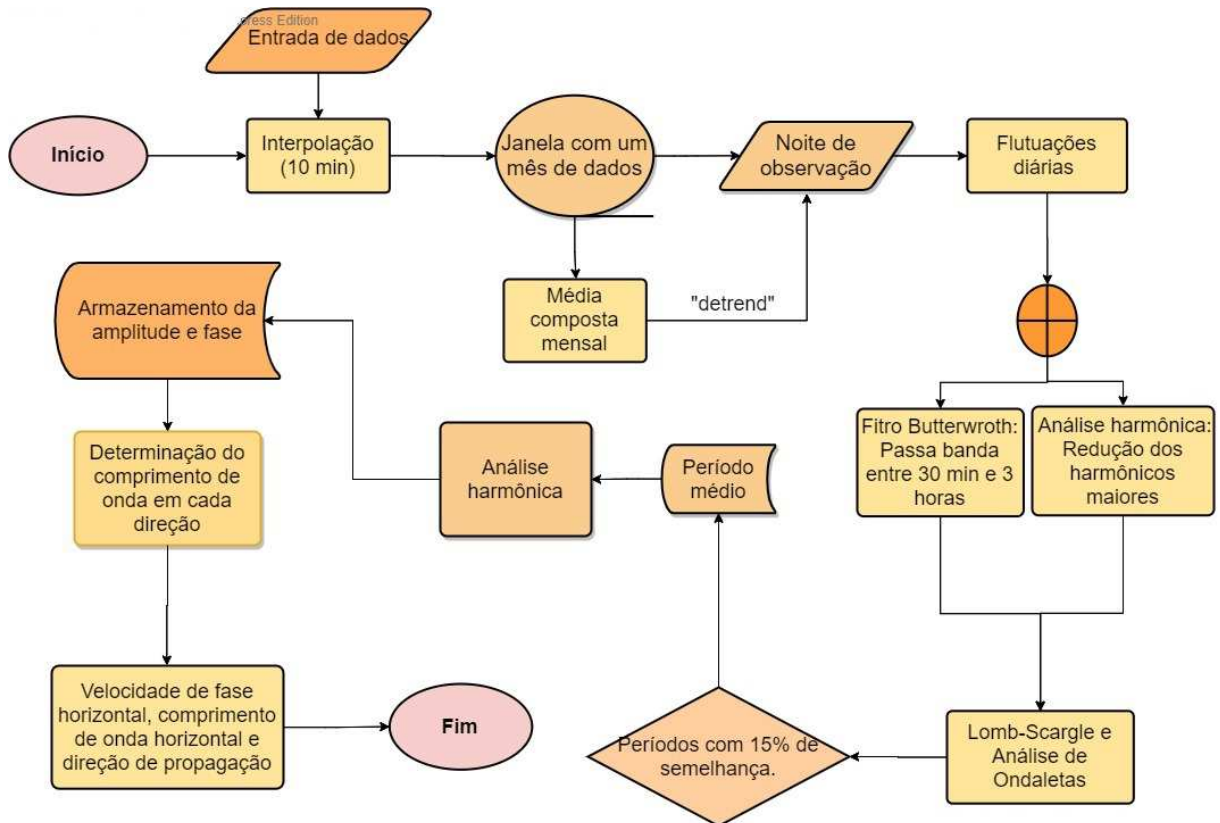 press Edition
Entrada de dados
Início
Interpolação
(10 min)
Janela com um
mês de dados
Noite de
observação
Flutuações
diárias
Média
composta
mensal
"detrend"
Armazenamento da
amplitude e fase
Fitro Butterwroth:
Passa banda
entre 30 min e 3
horas
Análise harmônica:
Redução dos
harmônicos
maiores
Determinação do
comprimento de
onda em cada
direção
Análise
harmônica
Período
médio
Velocidade de fase
horizontal, comprimento
de onda horizontal e
direção de propagação
Fim
Períodos com 15% de
semelhança.
Lomb-Scargle e
Análise de
Ondaletas